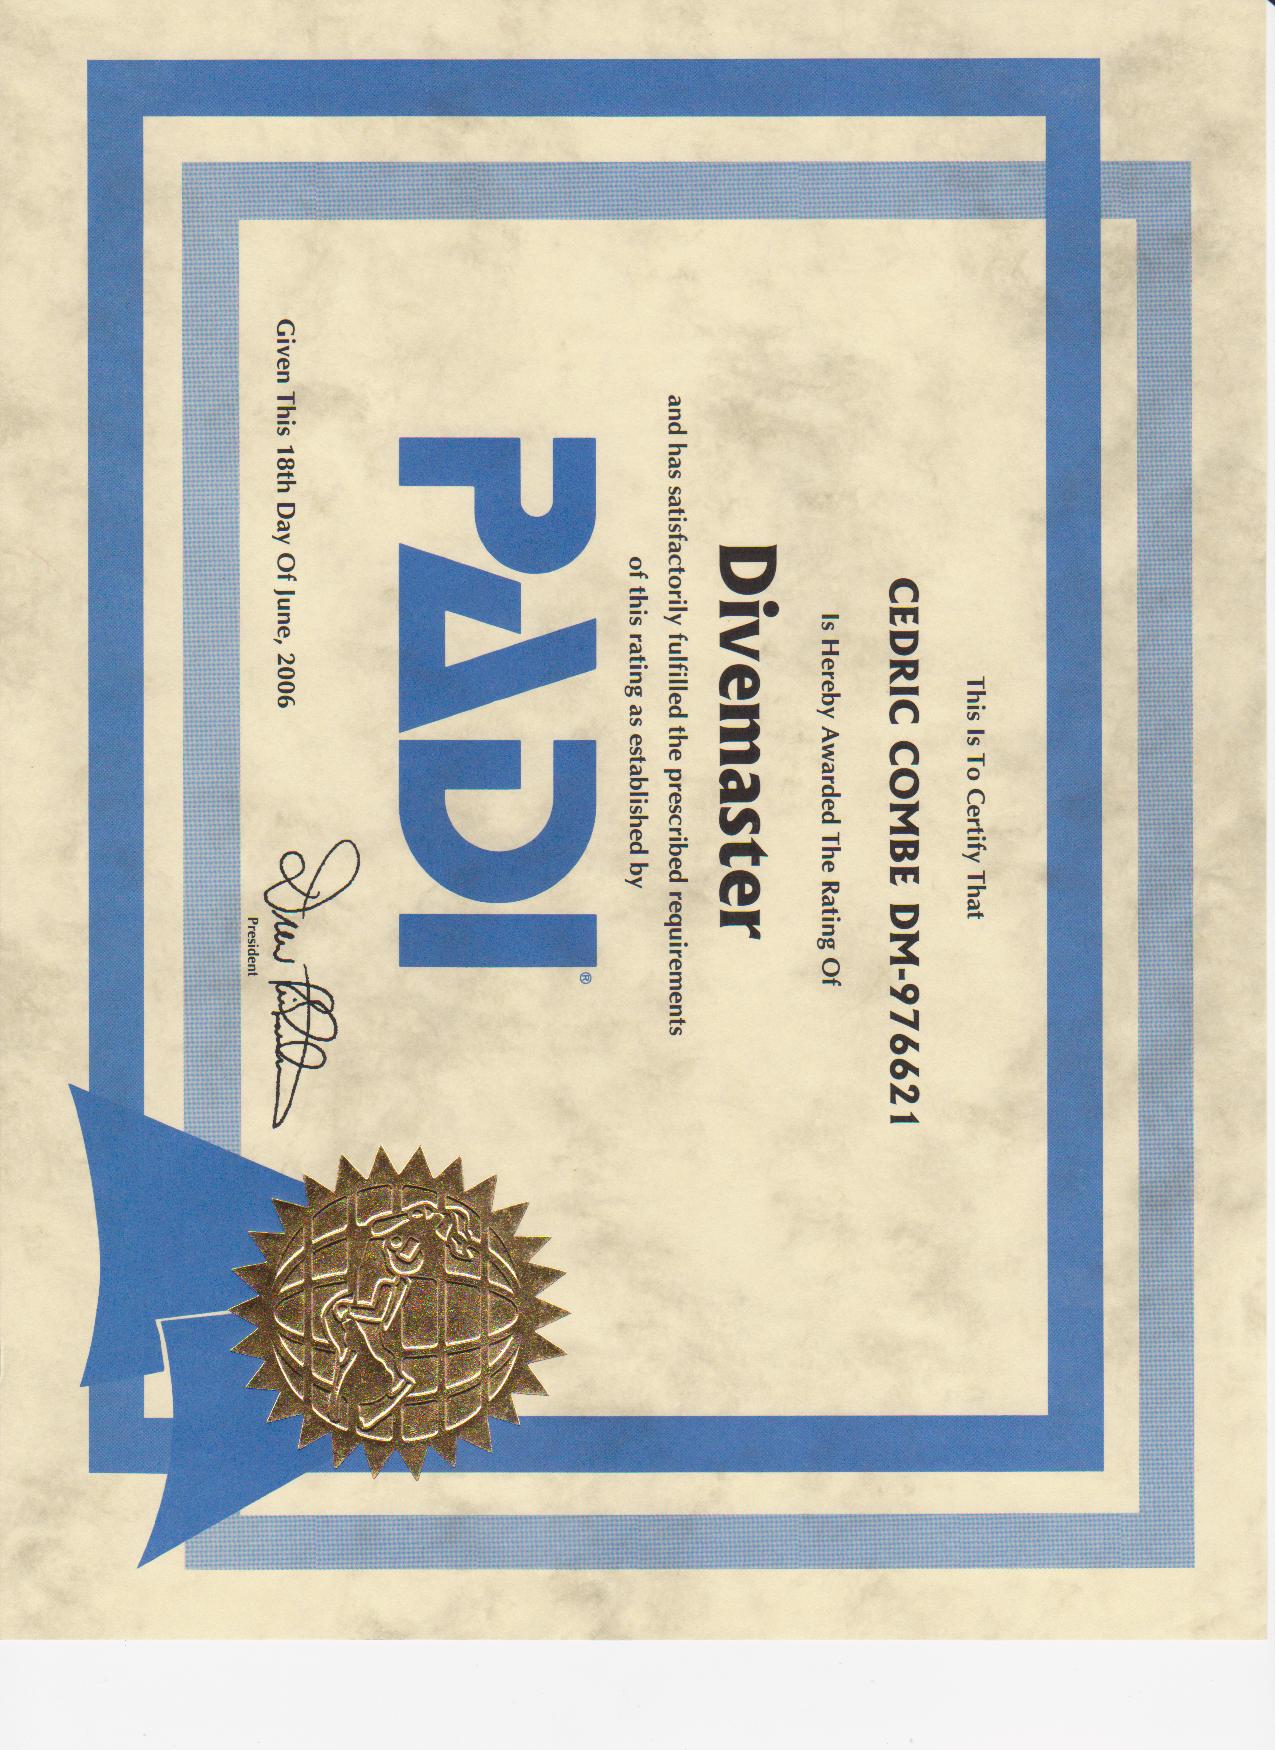 This Is To Certify That
CEDRIC COMBE DM-976621
Is Hereby Awarded The Rating Of
Divemaster
and has satisfactorily fulfilled the prescribed requirements
of this rating as established by
PADI®
Given This 18th Day Of June, 2006
Drew Richardson
President